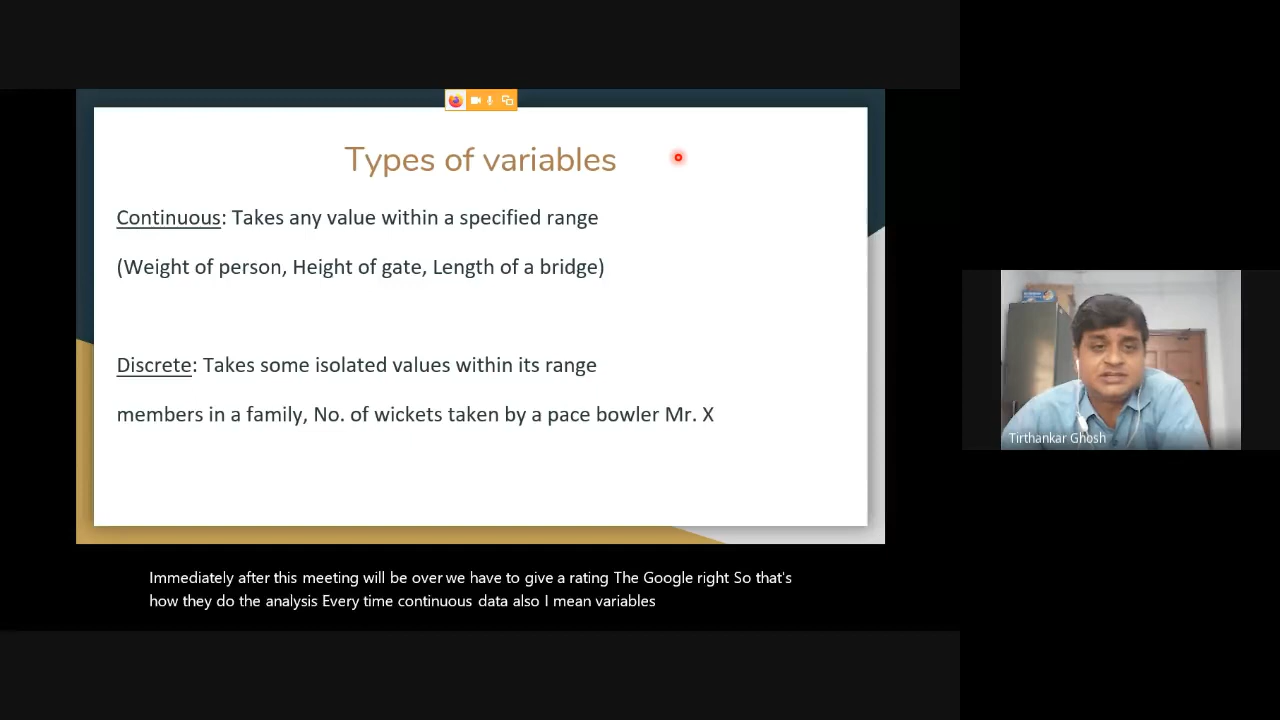 Types of variables
Continuous: Takes any value within a specified range
(Weight of person, Height of gate, Length of a bridge)
Discrete: Takes some isolated values within its range
members in a family, No. of wickets taken by a pace bowler Mr. X
Tirthankar Ghosh
Immediately after this meeting will be over we have to give a rating The Google right So that's
how they do the analysis Every time continuous data also I mean variables